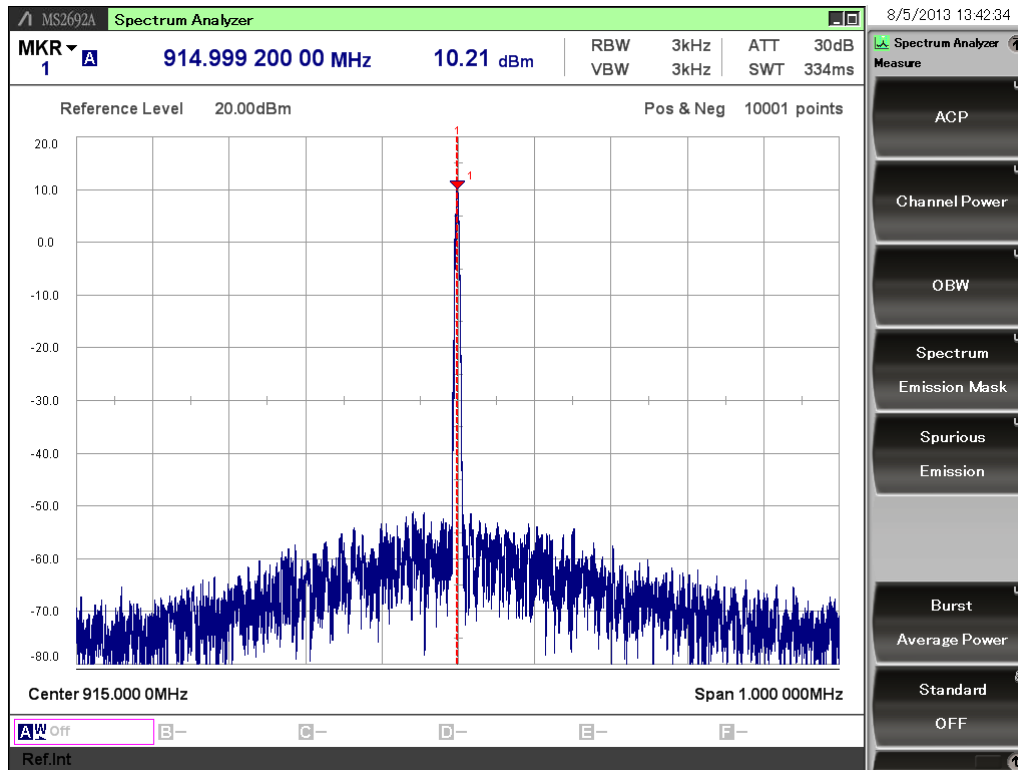 MS2692A Spectrum Analyzer
8/5/2013 13:42:34
MKR 1 A 914.999 200 00 MHz 10.21 dBm
RBW 3kHz ATT 30dB
VBW 3kHz SWT 334ms
Spectrum Analyzer
Measure
Reference Level 20.00dBm Pos & Neg 10001 points
1
20.0
1
10.0
0.0
-10.0
-20.0
-30.0
-40.0
-50.0
-60.0
-70.0
-80.0
Center 915.000 0MHz Span 1.000 000MHz
A W Off B- C- D- E- F-
Ref.Int
ACP
Channel Power
OBW
Spectrum
Emission Mask
Spurious
Emission
Burst
Average Power
Standard
OFF